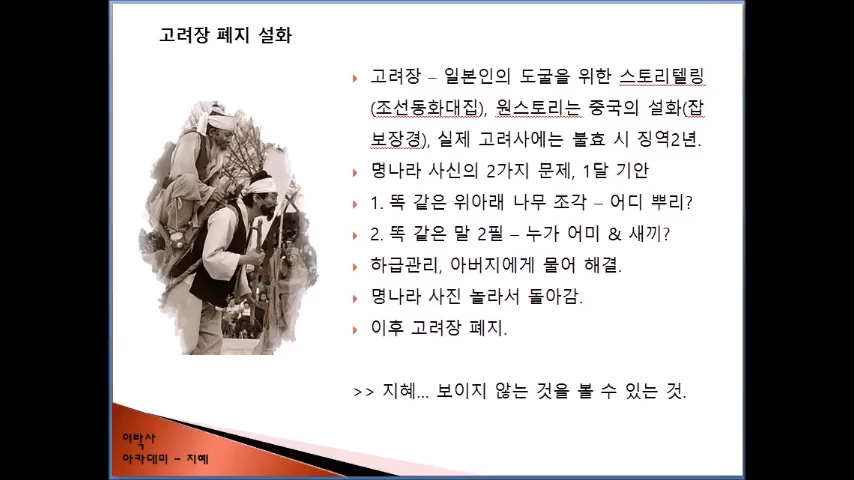 고려장 폐지 설화
고려장 – 일본인의 도굴을 위한 스토리텔링
(조선동화대집), 원스토리는 중국의 설화(잡
보장경), 실제 고려사에는 불효 시 징역2년.
명나라 사신의 2가지 문제, 1달 기안
1. 똑 같은 위아래 나무 조각 – 어디 뿌리?
2. 똑 같은 말 2필 – 누가 어미 & 새끼?
하급관리, 아버지에게 물어 해결.
명나라 사진 놀라서 돌아감.
이후 고려장 폐지.
>> 지혜... 보이지 않는 것을 볼 수 있는 것.
이박사
아카데미 – 지혜